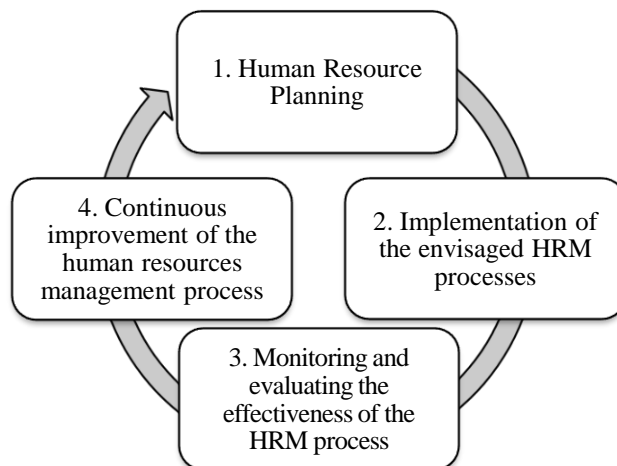 1. Human Resource
Planning
2. Implementation of
the envisaged HRM
processes
3. Monitoring and
evaluating the
effectiveness of the
HRM process
4. Continuous
improvement of the
human resources
management process